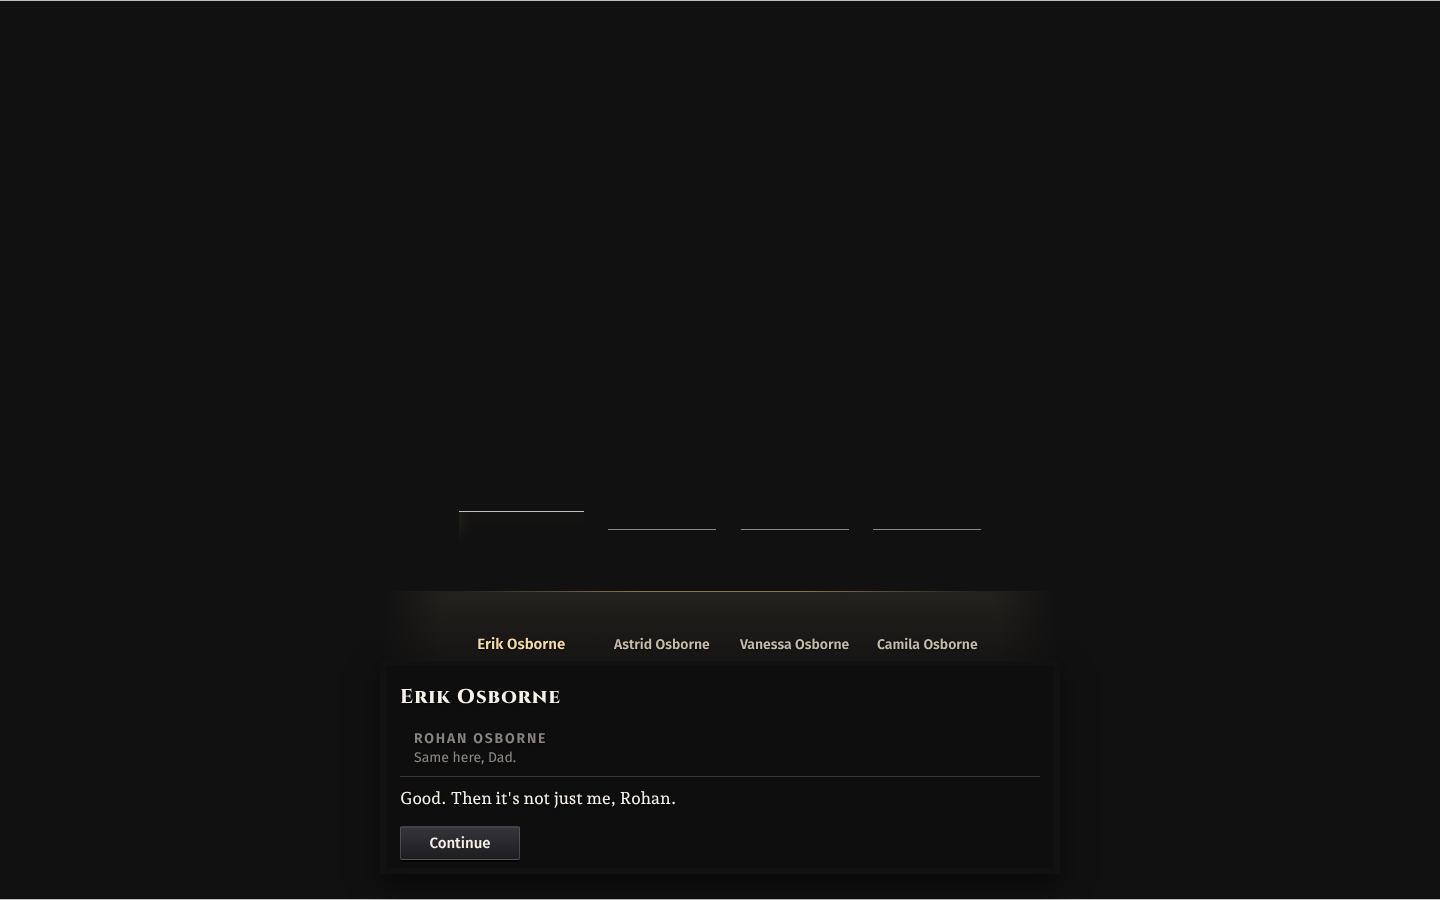 Erik Osborne
Astrid Osborne
Vanessa Osborne
Camila Osborne
Erik Osborne
ROHAN OSBORNE
Same here, Dad.
Good. Then it's not just me, Rohan.
Continue